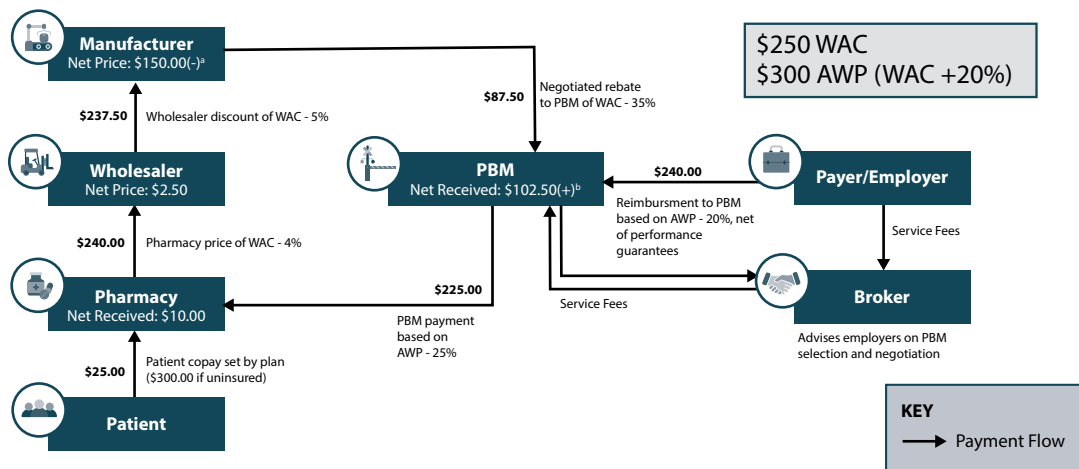 Manufacturer
Net Price: $150.00(-)ᵃ
$87.50
Negotiated rebate
to PBM of WAC - 35%
$250 WAC
$300 AWP (WAC +20%)
$237.50
Wholesaler discount of WAC - 5%
Wholesaler
Net Price: $2.50
PBM
Net Received: $102.50(+)ᵇ
$240.00
Payer/Employer
Reimbursment to PBM
based on AWP - 20%, net
of performance
guarantees
Service Fees
$240.00
Pharmacy price of WAC - 4%
Pharmacy
Net Received: $10.00
$225.00
PBM payment
based on
AWP - 25%
Service Fees
Broker
Advises employers on PBM
selection and negotiation
$25.00
Patient copay set by plan
($300.00 if uninsured)
Patient
KEY
Payment Flow